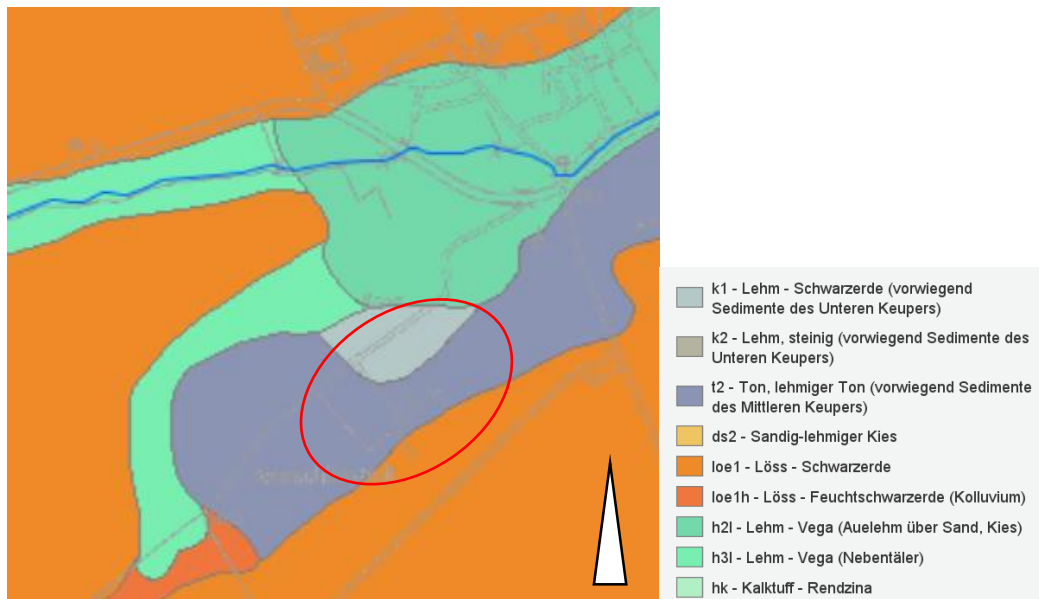 k1 - Lehm - Schwarzerde (vorwiegend
Sedimente des Unteren Keupers)
k2 - Lehm, steinig (vorwiegend Sedimente des
Unteren Keupers)
t2 - Ton, lehmiger Ton (vorwiegend Sedimente
des Mittleren Keupers)
ds2 - Sandig-lehmiger Kies
loe1 - Löss - Schwarzerde
loe1h - Löss - Feuchtschwarzerde (Kolluvium)
h2l - Lehm - Vega (Auelehm über Sand, Kies)
h3l - Lehm - Vega (Nebentäler)
hk - Kalktuff - Rendzina